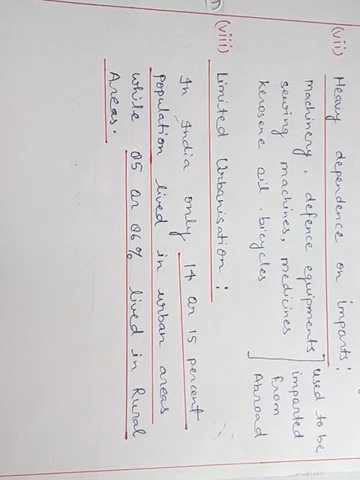 (vii) Heavy dependence on imports:
machinery, defence equipments
sewing machines, medicines
kerosene oil. bicycles
used to be
imported
from
Abroad
(viii) Limited Urbanisation:
In India only 14 or 15 percent
population lived in urban areas
while 85 or 86% lived in Rural
Areas.